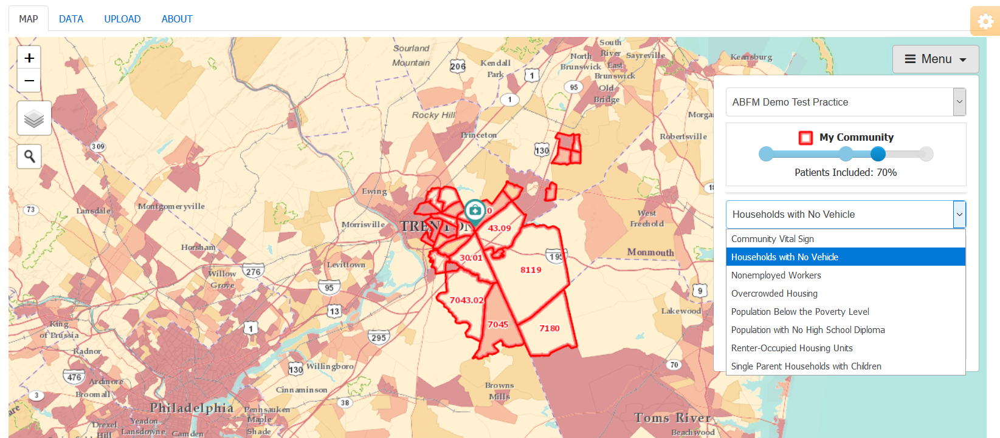 MAP DATA UPLOAD ABOUT
+
−
Menu
ABFM Demo Test Practice
My Community
Patients Included: 70%
Households with No Vehicle
Community Vital Sign
Households with No Vehicle
Nonemployed Workers
Overcrowded Housing
Population Below the Poverty Level
Population with No High School Diploma
Renter-Occupied Housing Units
Single Parent Households with Children
Sourland
Mountain
206
Kendall
Park
1
North
Brunswick
South
River
East
Brunswick
Sayreville
Old
Bridge
Keansburg
95
1
Rocky Hill
Princeton
130
Robertsville
309
Ewing
73
Lansdale
Montgomeryville
Morrisville
TRENTON
43.09
West
Freehold
Horsham
Levittown
30.01
195
Monmouth
8119
Willow
Grove
276
95
7043.02
9
13
Lakewood
King
of Prussia
1
7045
7180
295
Radnor
130
Willingboro
70
476
Ardmore
Broomall
3
Cinnaminson
38
Browns
Mills
Philadelphia
Pennsauken
Maple
Shade
Toms River
Drexel
Hill
Yeadon
Lansdowne
Camden
Beachwood